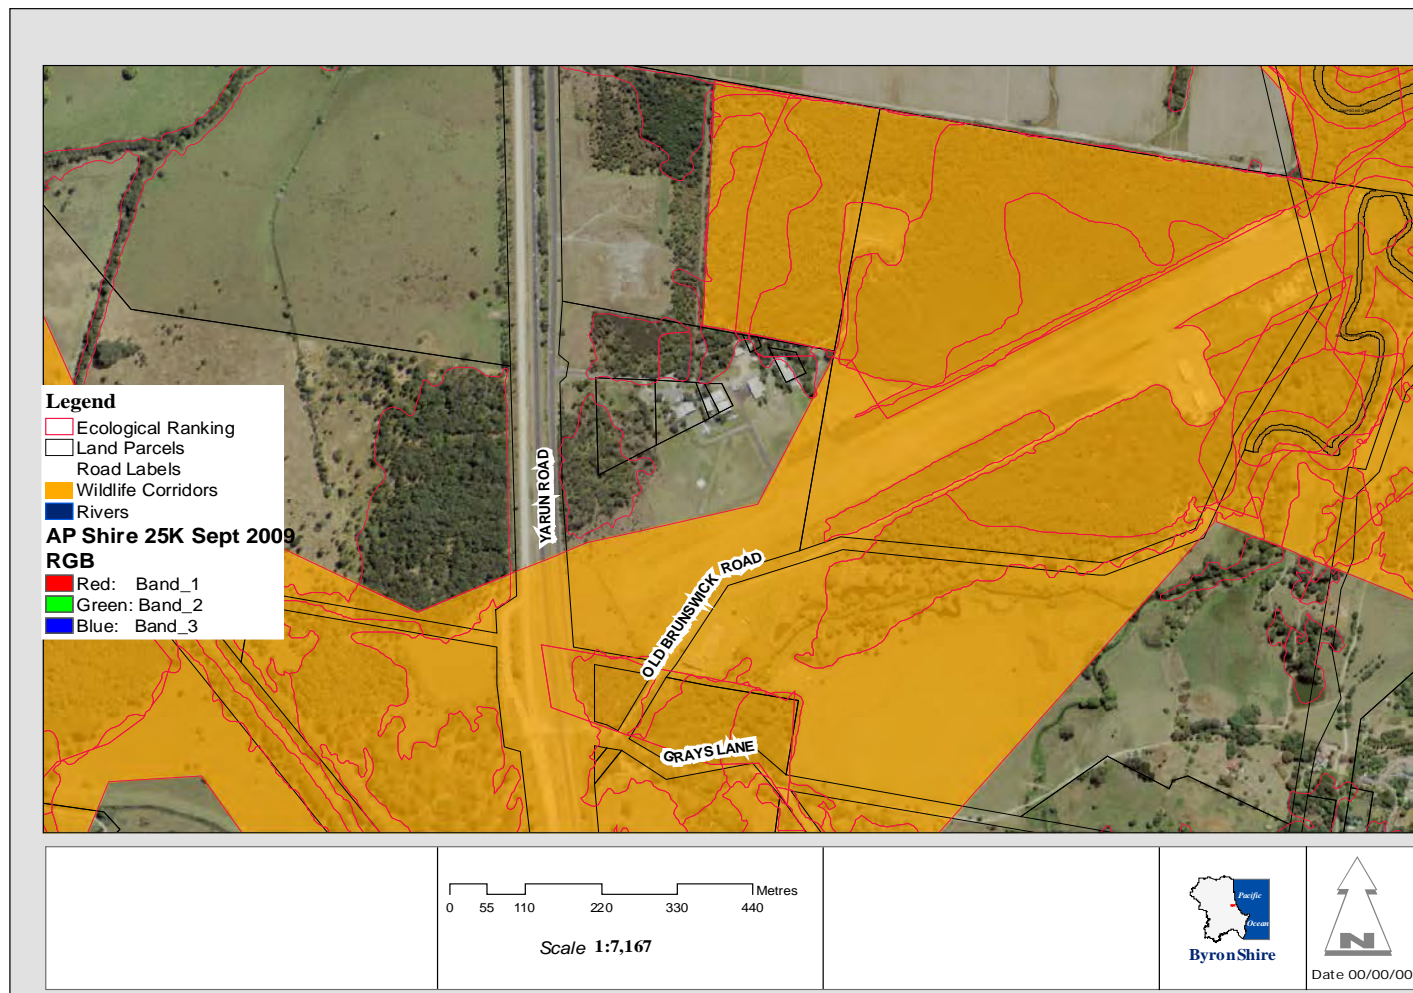 YARUN ROAD
OLD BRUNSWICK ROAD
GRAYS LANE
Legend
Ecological Ranking
Land Parcels
Road Labels
Wildlife Corridors
Rivers
AP Shire 25K Sept 2009
RGB
Red: Band_1
Green: Band_2
Blue: Band_3
0 55 110 220 330 440 Metres
Scale 1:7,167
Pacific
Ocean
Byron Shire
N
Date 00/00/00